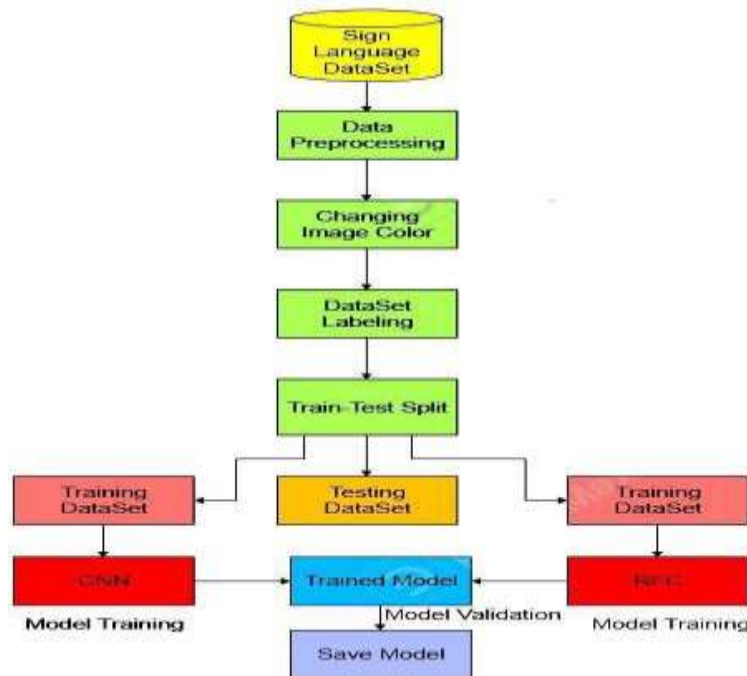 Sign
Language
DataSet
Data
Preprocessing
Changing
Image Color
DataSet
Labeling
Train-Test Split
Training
DataSet
Testing
DataSet
Training
DataSet
CNN
Trained Model
RFC
Model Training
Model Validation
Model Training
Save Model